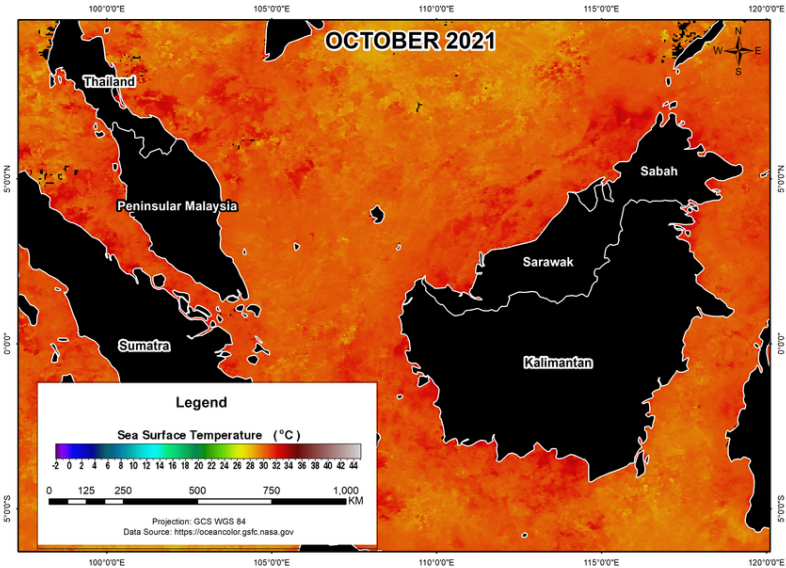 100°0'0"E 105°0'0"E 110°0'0"E 115°0'0"E 120°0'0"E
OCTOBER 2021
N
W E
S
Thailand
Sabah
5°0'0"N 5°0'0"N
Peninsular Malaysia
Sarawak
0°0'0" 0°0'0"
Sumatra
Kalimantan
Legend
Sea Surface Temperature (°C)
-2 0 2 4 6 8 10 12 14 16 18 20 22 24 26 28 30 32 34 36 38 40 42 44
0 125 250 500 750 1,000
KM
5°0'0"S 5°0'0"S
Projection: GCS WGS 84
Data Source: https://oceancolor.gsfc.nasa.gov
100°0'0"E 105°0'0"E 110°0'0"E 115°0'0"E 120°0'0"E